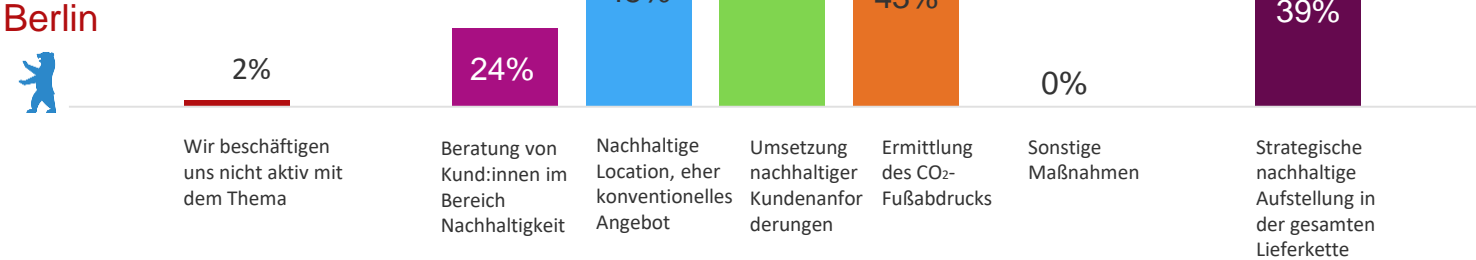 Berlin
39%
2%
24%
0%
Wir beschäftigen
uns nicht aktiv mit
dem Thema
Beratung von
Kund:innen im
Bereich
Nachhaltigkeit
Nachhaltige
Location, eher
konventionelles
Angebot
Umsetzung
nachhaltiger
Kundenanfor
derungen
Ermittlung
des CO₂-
Fußabdrucks
Sonstige
Maßnahmen
Strategische
nachhaltige
Aufstellung in
der gesamten
Lieferkette